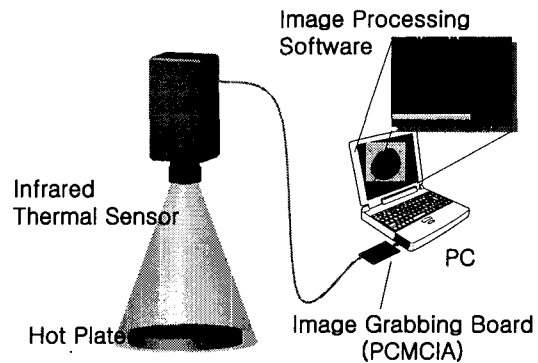 Image Processing
Software
Infrared
Thermal Sensor
PC
Hot Plate
Image Grabbing Board
(PCMCIA)